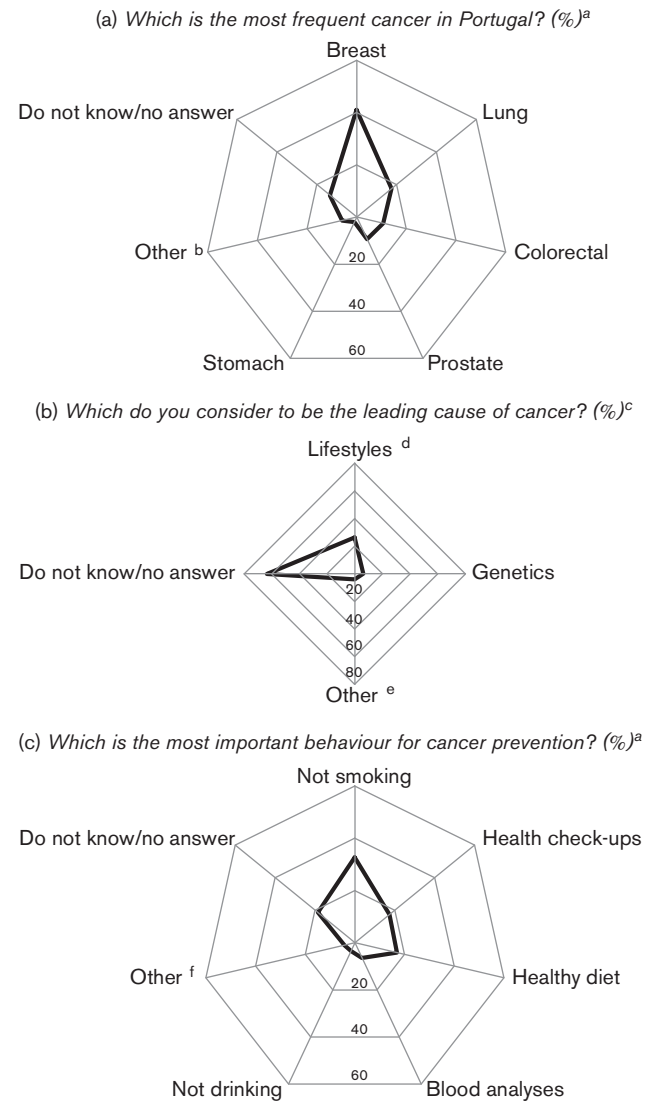 (a) Which is the most frequent cancer in Portugal? (%)a
Breast
Do not know/no answer
Lung
Other b
Colorectal
20
40
60
Stomach
Prostate
(b) Which do you consider to be the leading cause of cancer? (%)c
Lifestyles d
Do not know/no answer
Genetics
20
40
60
80
Other e
(c) Which is the most important behaviour for cancer prevention? (%)a
Not smoking
Do not know/no answer
Health check-ups
Other f
Healthy diet
20
40
60
Not drinking
Blood analyses